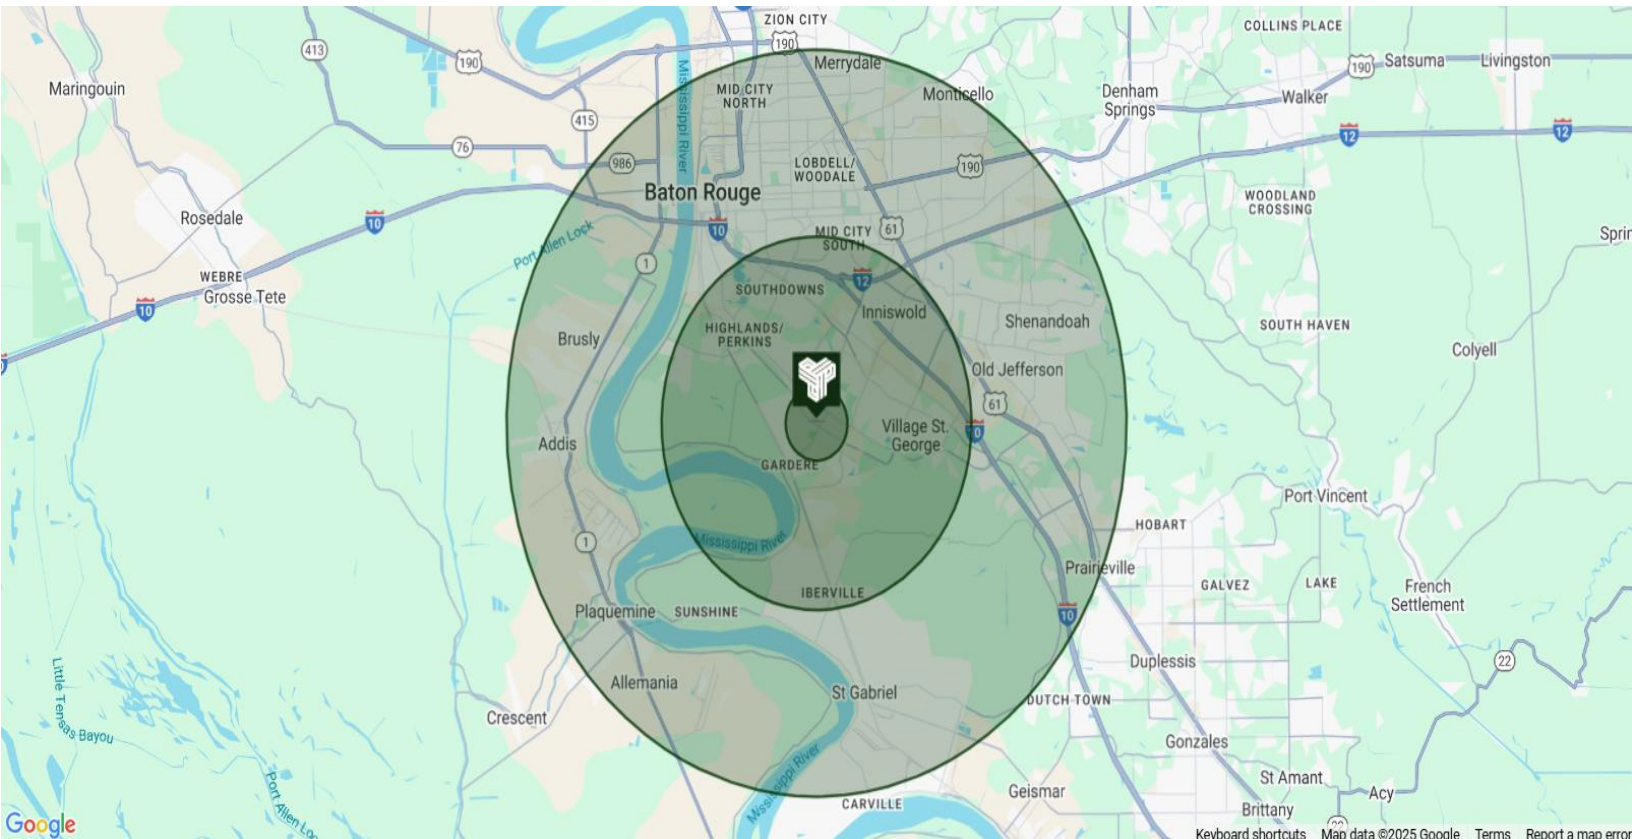 ZION CITY
COLLINS PLACE
413
190
190
Merrydale
190
Satsuma
Livingston
Maringouin
MID CITY
NORTH
Monticello
Denham
Springs
Walker
415
Mississippi River
12
12
76
986
LOBDELL/
WOODALE
190
Baton Rouge
Rosedale
10
10
WOODLAND
CROSSING
61
MID CITY
SOUTH
Port Allen Lock
1
WEBRE
Grosse Tete
10
12
SOUTHDOWNS
Inniswold
Shenandoah
SOUTH HAVEN
HIGHLANDS/
PERKINS
Brusly
Colyell
Old Jefferson
61
Addis
Village St.
George
GARDERE
Port Vincent
HOBART
1
Mississippi River
Prairieville
GALVEZ
LAKE
French
Settlement
IBERVILLE
Plaquemine
SUNSHINE
10
Duplessis
22
Little Tensas Bayou
Allemania
St Gabriel
DUTCH TOWN
Crescent
Gonzales
Mississippi River
St Amant
Port Allen
Geismar
Acy
CARVILLE
Brittany
Google
Keyboard shortcuts Map data ©2025 Google Terms Report a map error